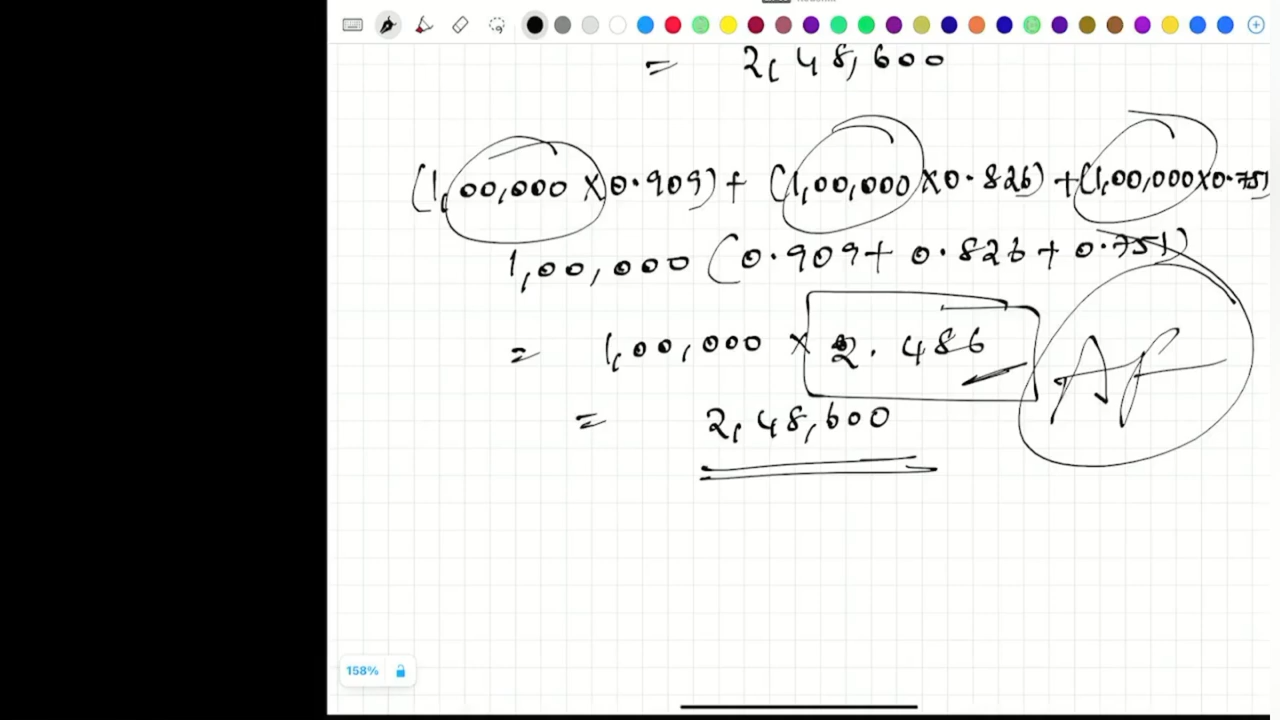 = 2,48,600
(1,00,000 × 0.909) + (1,00,000 × 0.826) + (1,00,000 × 0.751
1,00,000 (0.909 + 0.826 + 0.751)
= 1,00,000 × 2.486
AF
= 2,48,600
158%